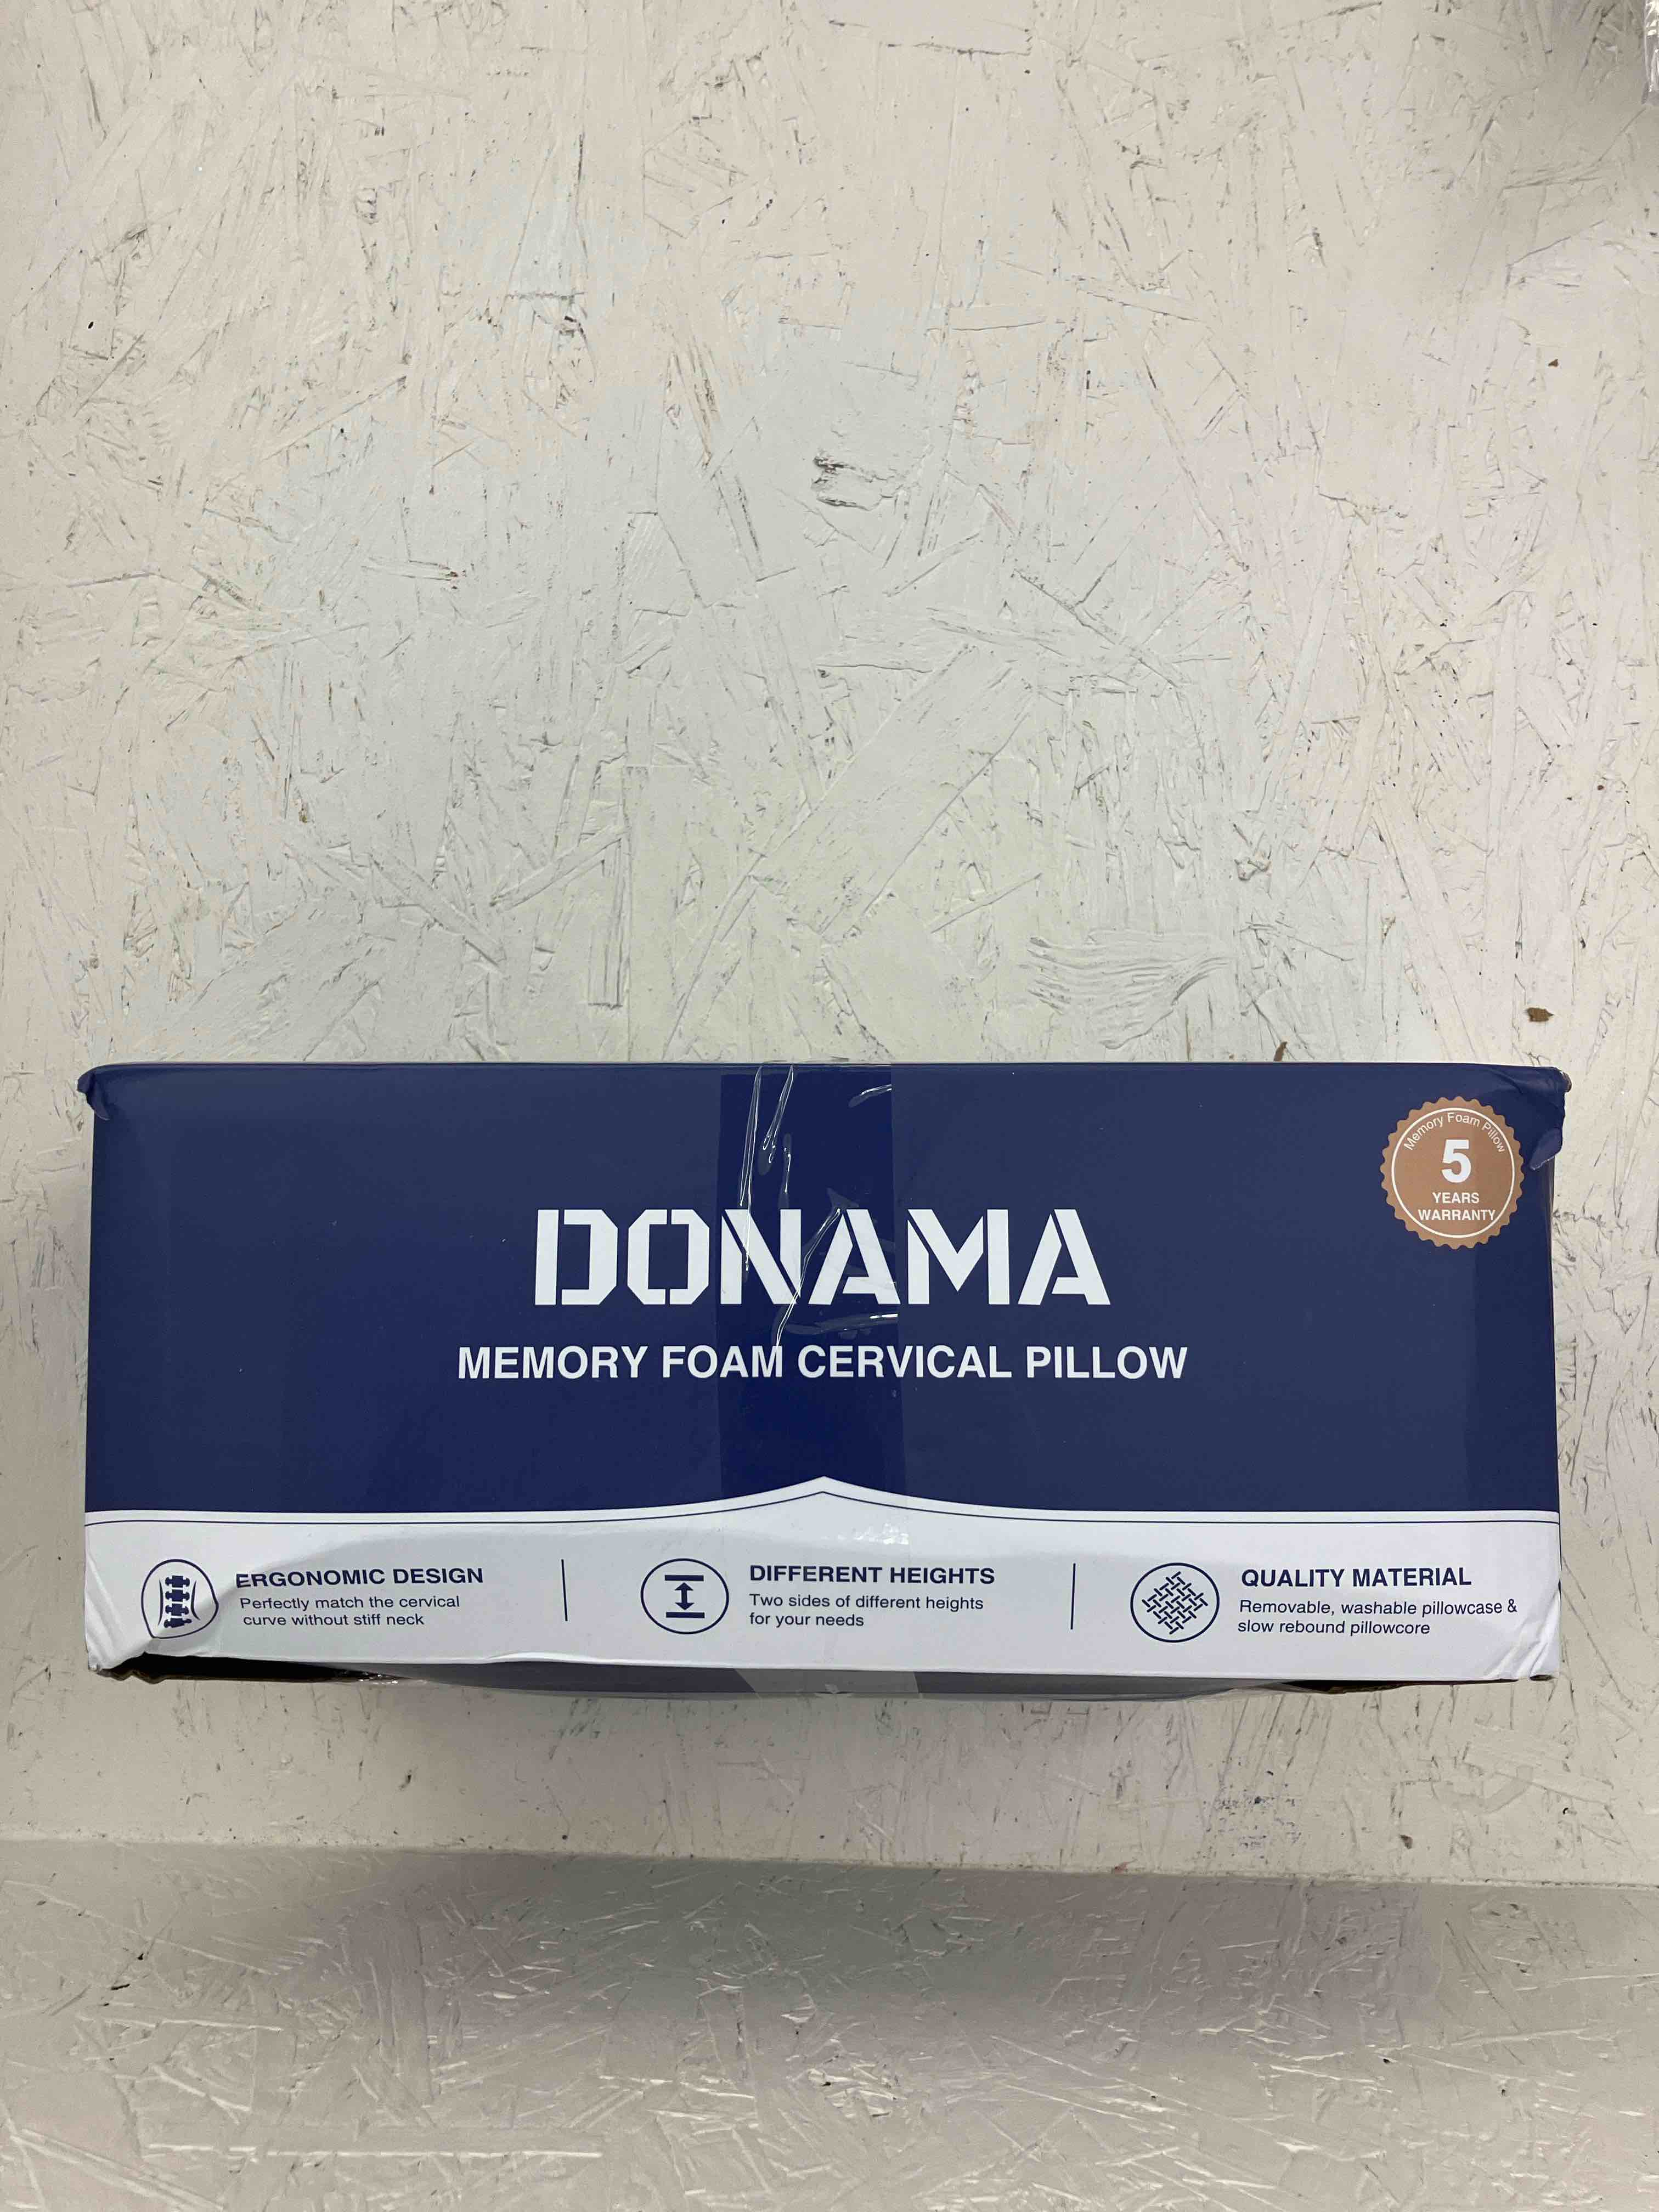 Memory Foam Pillow
5
YEARS
WARRANTY
DONAMA
MEMORY FOAM CERVICAL PILLOW
ERGONOMIC DESIGN
Perfectly match the cervical
curve without stiff neck
DIFFERENT HEIGHTS
Two sides of different heights
for your needs
QUALITY MATERIAL
Removable, washable pillowcase &
slow rebound pillowcore